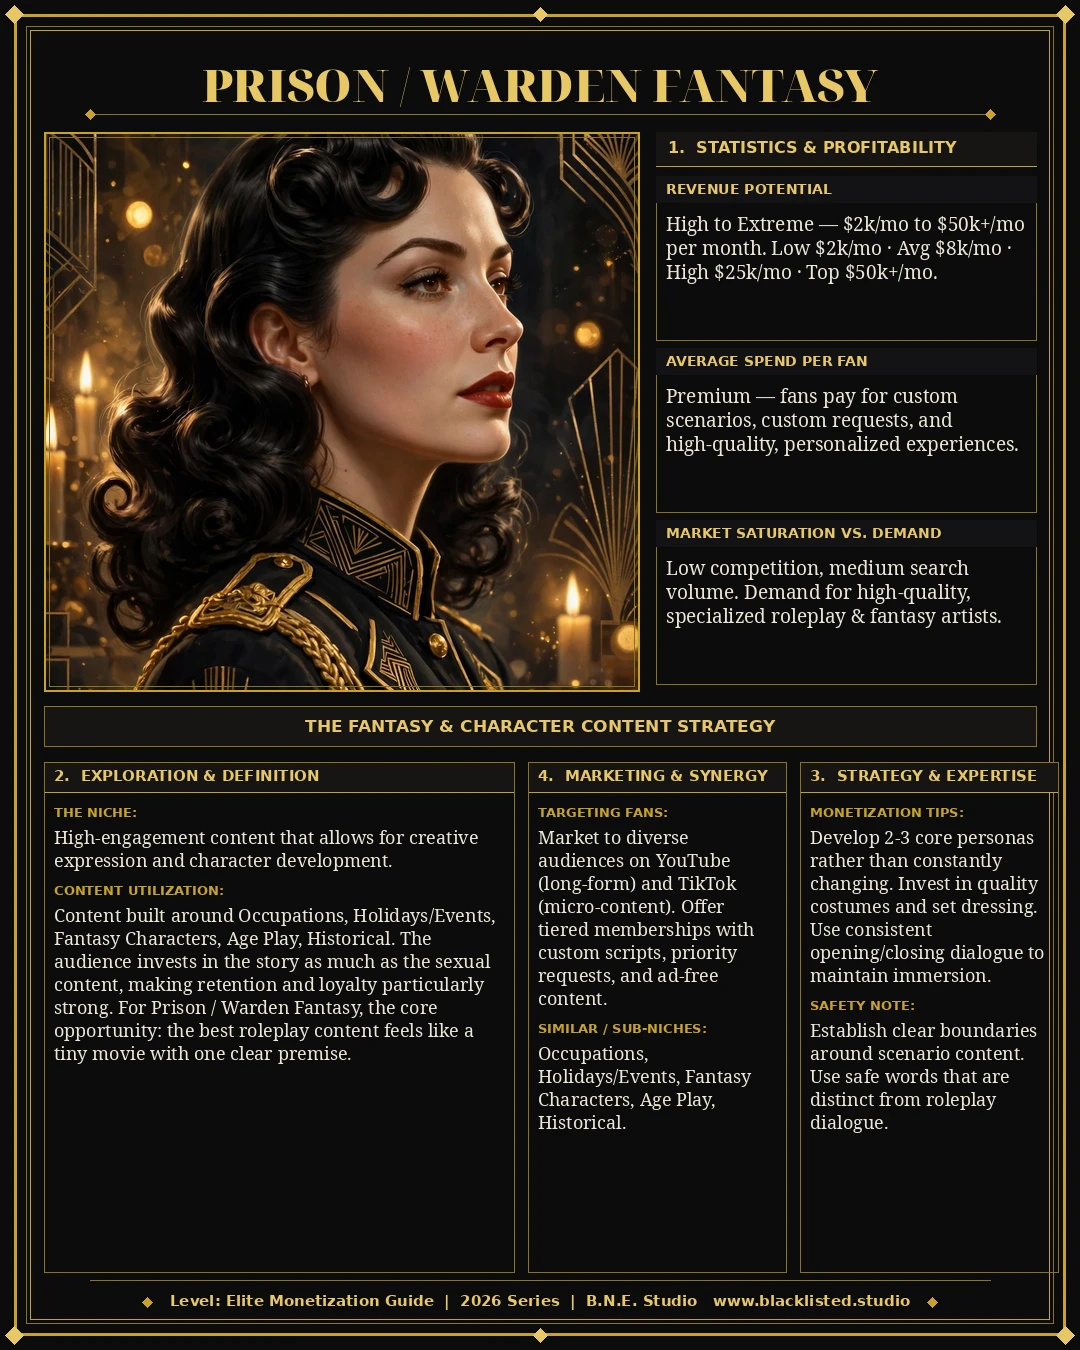 PRISON / WARDEN FANTASY
1. STATISTICS & PROFITABILITY
REVENUE POTENTIAL
High to Extreme — $2k/mo to $50k+/mo
per month. Low $2k/mo · Avg $8k/mo ·
High $25k/mo · Top $50k+/mo.
AVERAGE SPEND PER FAN
Premium — fans pay for custom
scenarios, custom requests, and
high-quality, personalized experiences.
MARKET SATURATION VS. DEMAND
Low competition, medium search
volume. Demand for high-quality,
specialized roleplay & fantasy artists.
THE FANTASY & CHARACTER CONTENT STRATEGY
2. EXPLORATION & DEFINITION
THE NICHE:
High-engagement content that allows for creative
expression and character development.
CONTENT UTILIZATION:
Content built around Occupations, Holidays/Events,
Fantasy Characters, Age Play, Historical. The
audience invests in the story as much as the sexual
content, making retention and loyalty particularly
strong. For Prison / Warden Fantasy, the core
opportunity: the best roleplay content feels like a
tiny movie with one clear premise.
4. MARKETING & SYNERGY
TARGETING FANS:
Market to diverse
audiences on YouTube
(long-form) and TikTok
(micro-content). Offer
tiered memberships with
custom scripts, priority
requests, and ad-free
content.
SIMILAR / SUB-NICHES:
Occupations,
Holidays/Events, Fantasy
Characters, Age Play,
Historical.
3. STRATEGY & EXPERTISE
MONETIZATION TIPS:
Develop 2-3 core personas
rather than constantly
changing. Invest in quality
costumes and set dressing.
Use consistent
opening/closing dialogue to
maintain immersion.
SAFETY NOTE:
Establish clear boundaries
around scenario content.
Use safe words that are
distinct from roleplay
dialogue.
Level: Elite Monetization Guide | 2026 Series | B.N.E. Studio www.blacklisted.studio